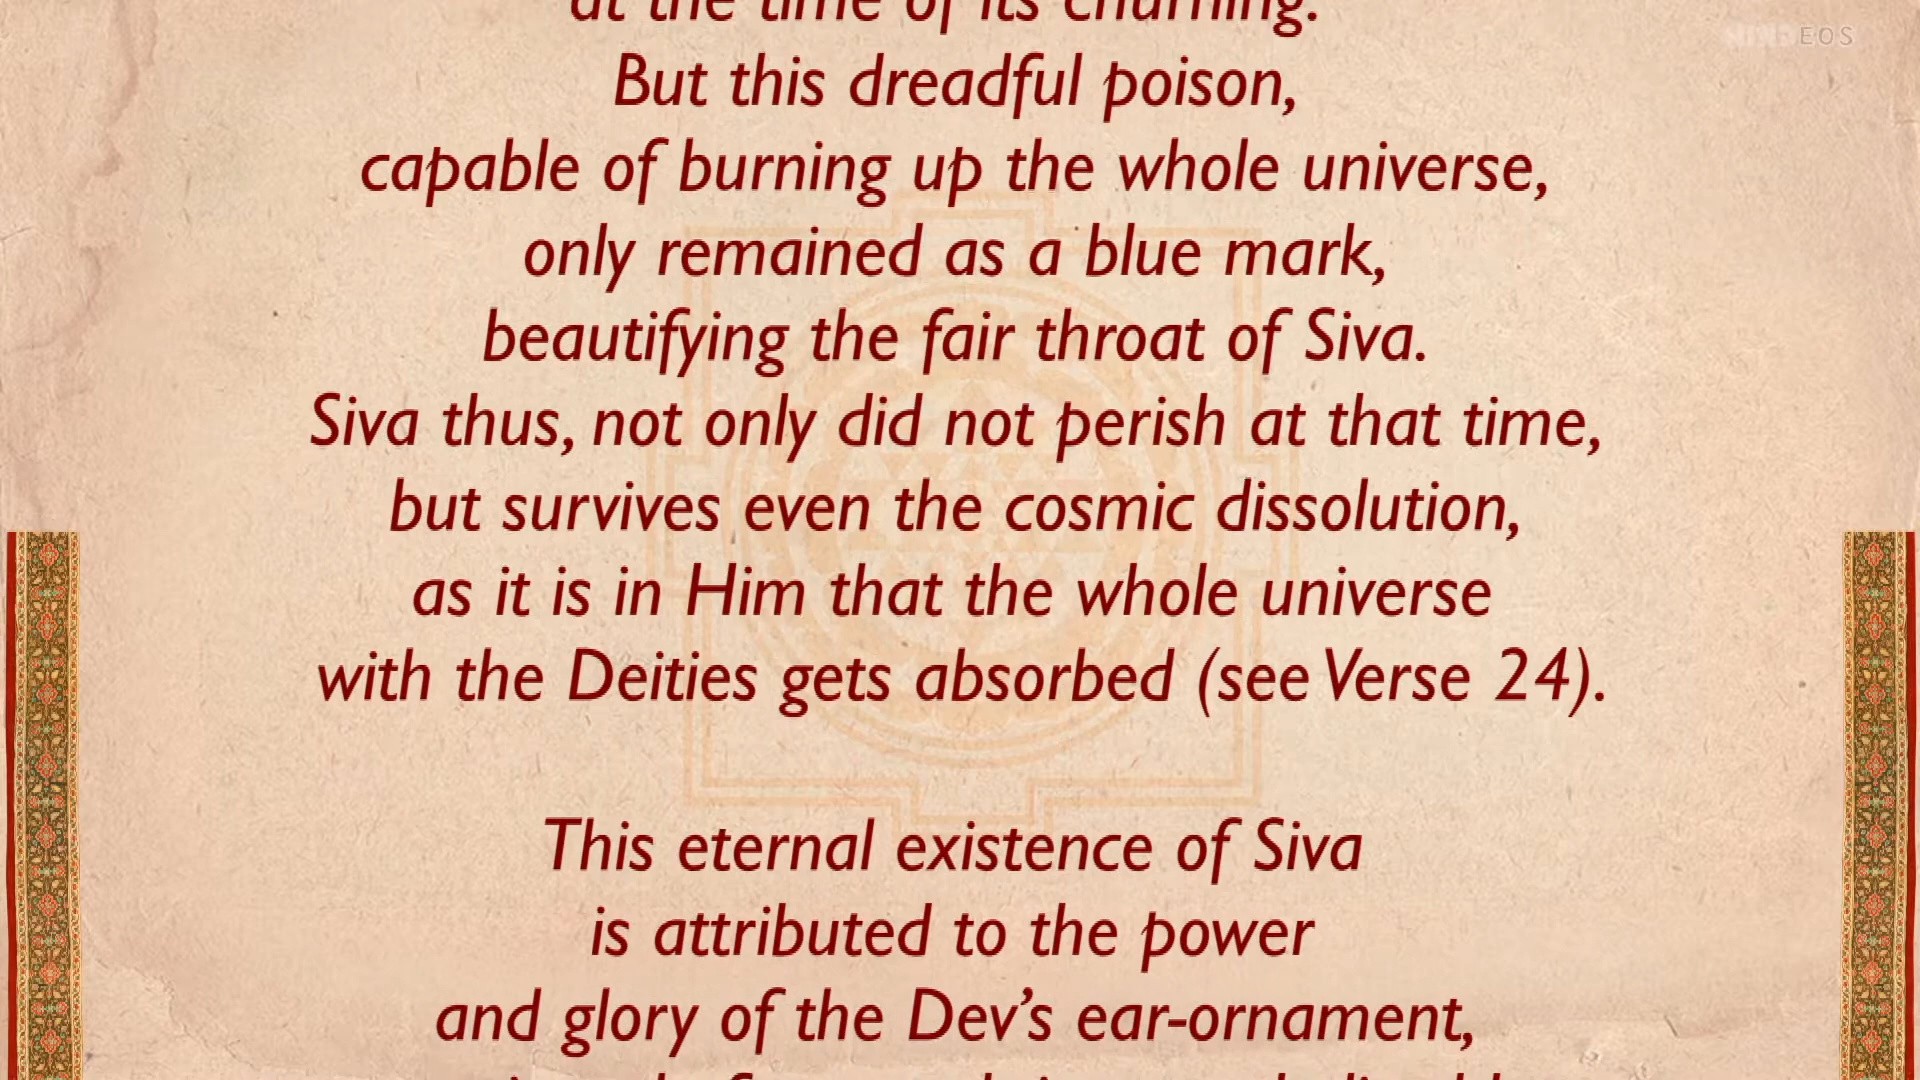 at the time of its churning.
EOS
But this dreadful poison,
capable of burning up the whole universe,
only remained as a blue mark,
beautifying the fair throat of Siva.
Siva thus, not only did not perish at that time,
but survives even the cosmic dissolution,
as it is in Him that the whole universe
with the Deities gets absorbed (see Verse 24).
This eternal existence of Siva
is attributed to the power
and glory of the Dev’s ear-ornament,